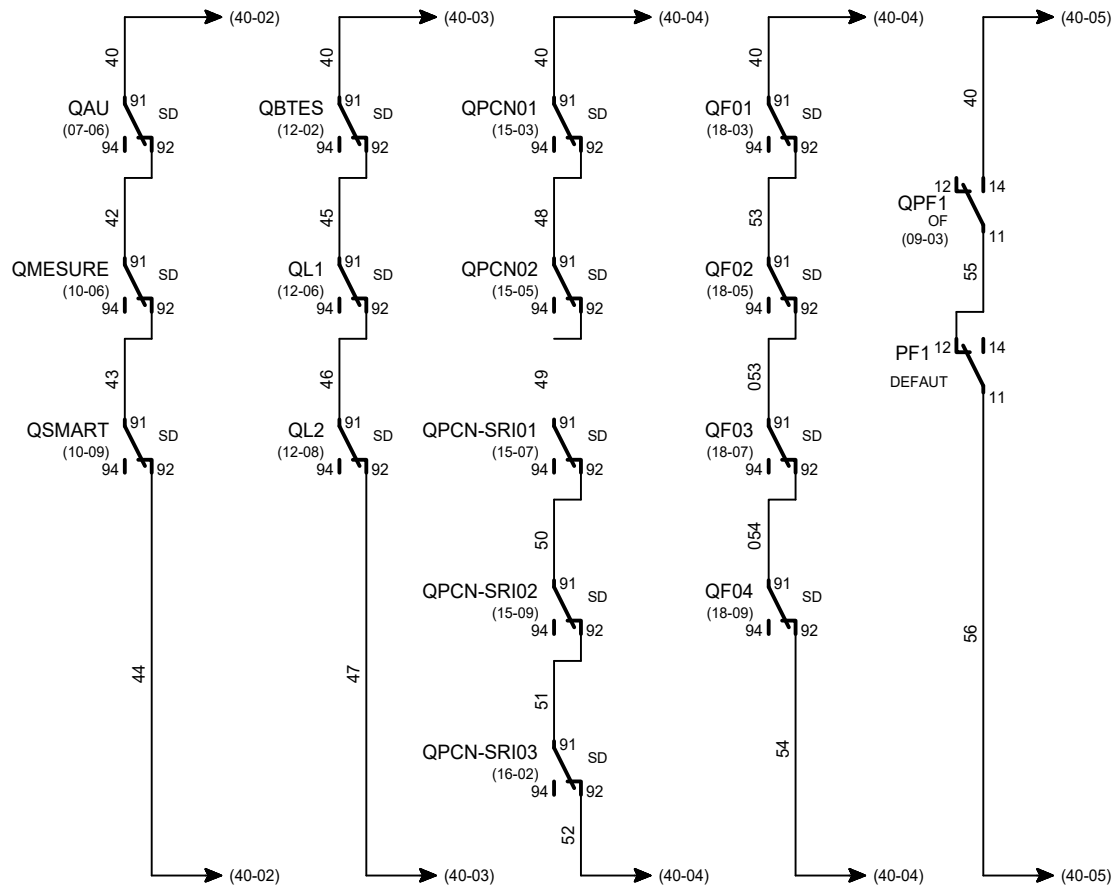 (40-02)
40
QAU
(07-06)
91
SD
94
92
42
QMESURE
(10-06)
91
SD
94
92
43
QSMART
(10-09)
91
SD
94
92
44
(40-02)
(40-03)
40
QBTES
(12-02)
91
SD
94
92
45
QL1
(12-06)
91
SD
94
92
46
QL2
(12-08)
91
SD
94
92
47
(40-03)
(40-04)
40
QPCN01
(15-03)
91
SD
94
92
48
QPCN02
(15-05)
91
SD
94
92
49
QPCN-SRI01
(15-07)
91
SD
94
92
50
QPCN-SRI02
(15-09)
91
SD
94
92
51
QPCN-SRI03
(16-02)
91
SD
94
92
52
(40-04)
(40-04)
40
QF01
(18-03)
91
SD
94
92
53
QF02
(18-05)
91
SD
94
92
053
QF03
(18-07)
91
SD
94
92
054
QF04
(18-09)
91
SD
94
92
54
(40-04)
(40-05)
40
12
14
QPF1
OF
(09-03)
11
55
PF1
12
14
DEFAUT
11
56
(40-05)